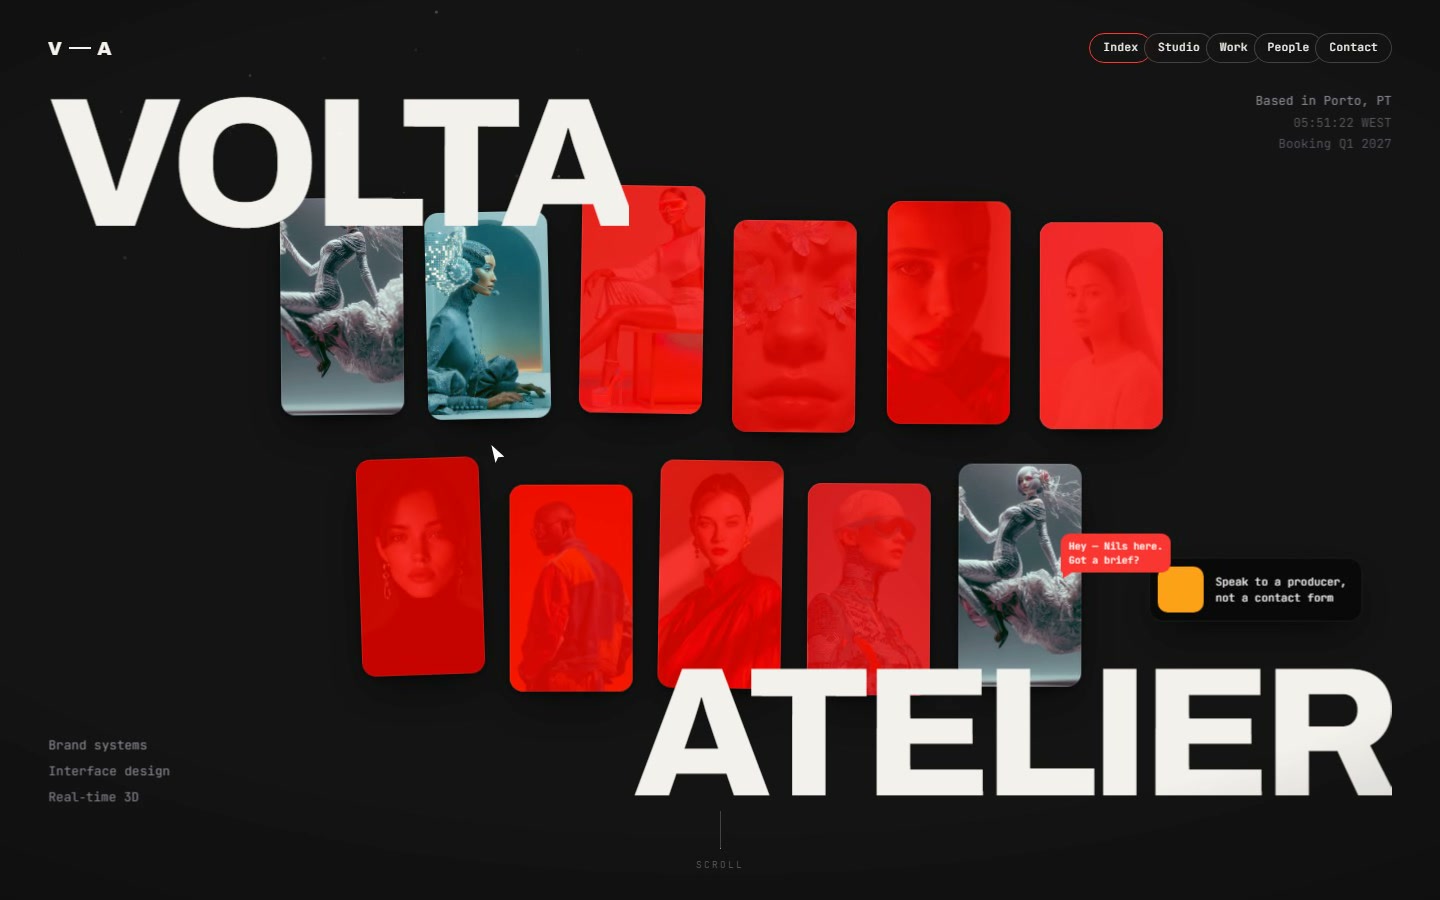 V — A
Index Studio Work People Contact
Based in Porto, PT
05:51:22 WEST
Booking Q1 2027
VOLTA
Hey — Nils here.
Got a brief?
Speak to a producer,
not a contact form
ATELIER
Brand systems
Interface design
Real-time 3D
SCROLL